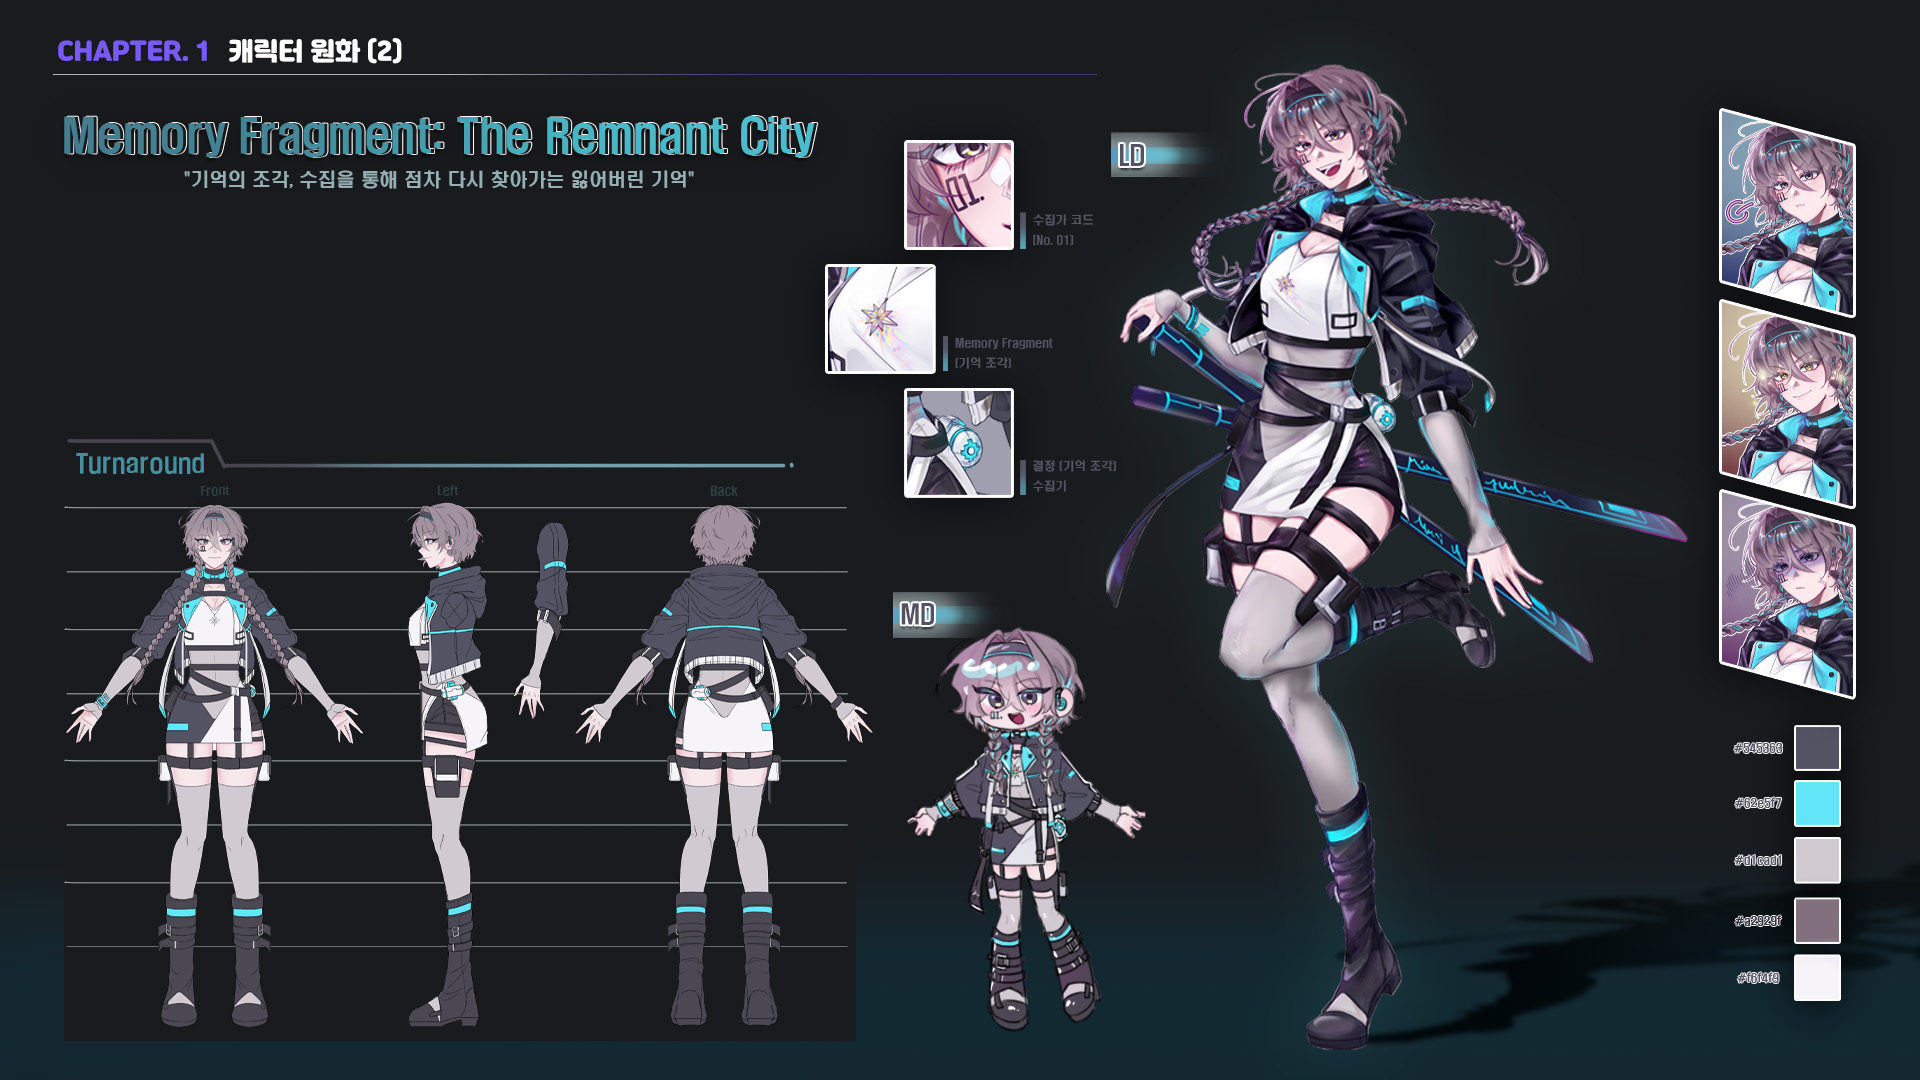 CHAPTER. 1 캐릭터 원화 (2)
Memory Fragment: The Remnant City
"기억의 조각, 수집을 통해 점차 다시 찾아가는 잃어버린 기억"
LD
01.
수집가 코드
[No. 01]
Memory Fragment
[기억 조각]
결정 [기억 조각]
수집기
Turnaround
Front
Left
Back
MD
01.
#62e5f7
#d1cad1
#a2929f
#f6f4f9